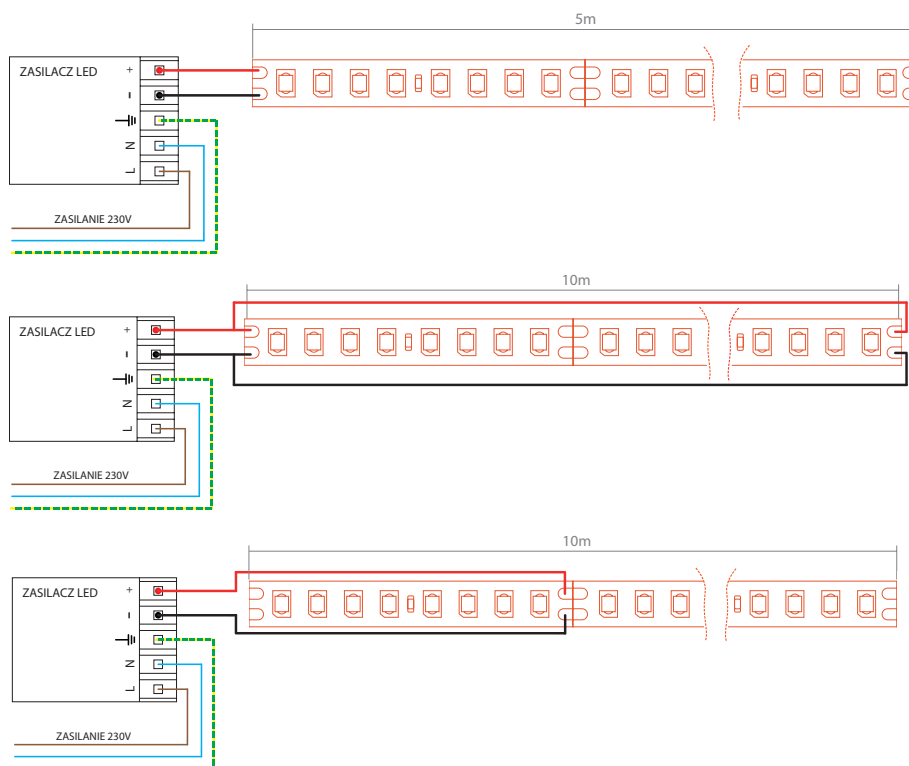 5m
ZASILACZ LED
+
-
N
L
ZASILANIE 230V
10m
ZASILACZ LED
+
-
N
L
ZASILANIE 230V
10m
ZASILACZ LED
+
-
N
L
ZASILANIE 230V